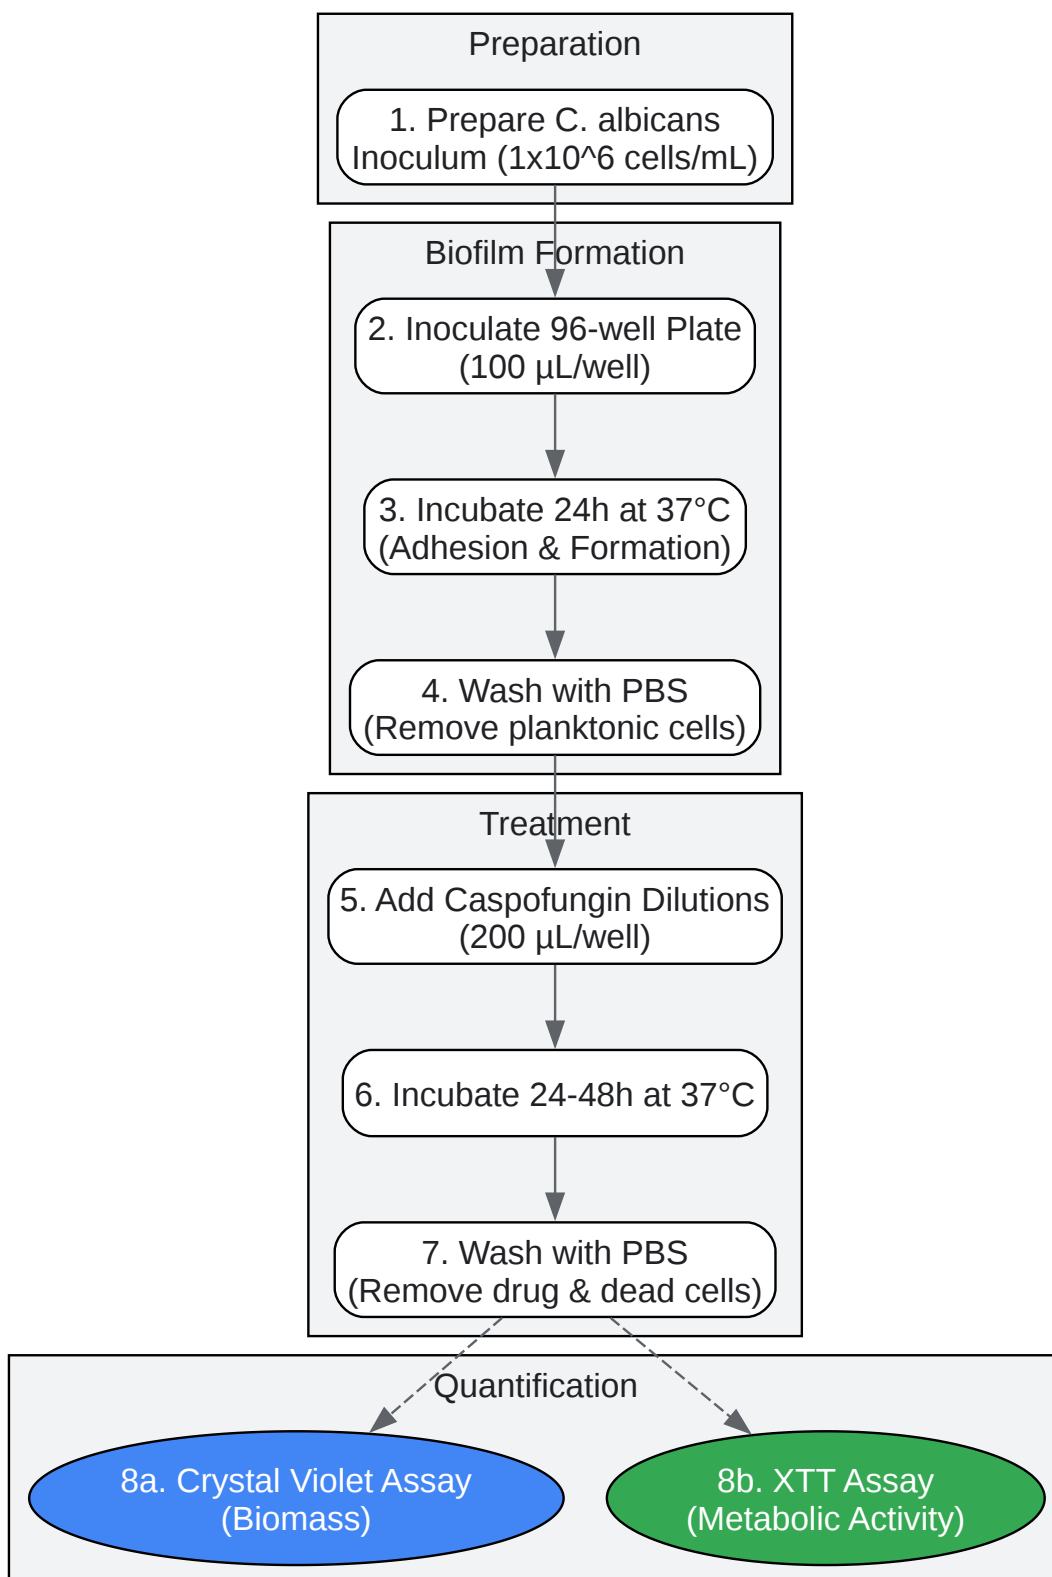 Preparation
1. Prepare C. albicans
Inoculum (1x10^6 cells/mL)
Biofilm Formation
2. Inoculate 96-well Plate
(100 µL/well)
3. Incubate 24h at 37°C
(Adhesion & Formation)
4. Wash with PBS
(Remove planktonic cells)
Treatment
5. Add Caspofungin Dilutions
(200 µL/well)
6. Incubate 24-48h at 37°C
7. Wash with PBS
(Remove drug & dead cells)
Quantification
8a. Crystal Violet Assay
(Biomass)
8b. XTT Assay
(Metabolic Activity)